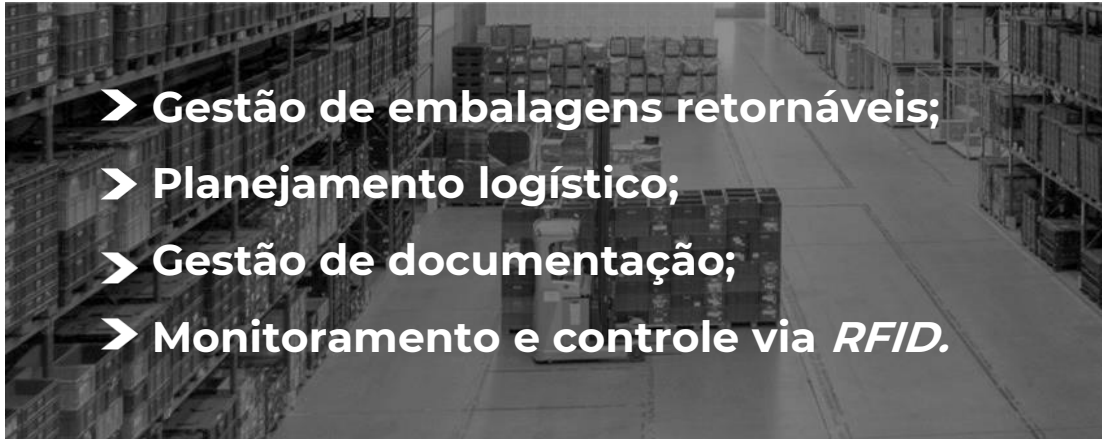 Gestão de embalagens retornáveis;
Planejamento logístico;
Gestão de documentação;
Monitoramento e controle via RFID.